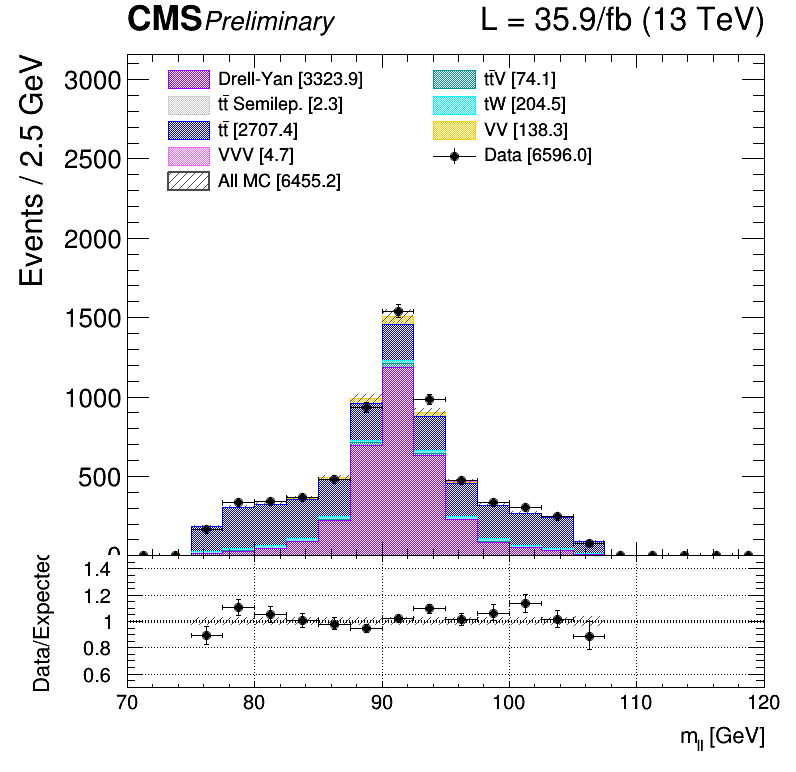 CMS Preliminary L = 35.9/fb (13 TeV)
Events / 2.5 GeV
3000
2500
2000
1500
1000
500
0
Drell-Yan [3323.9]
tt̄ Semilep. [2.3]
tt̄ [2707.4]
VVV [4.7]
All MC [6455.2]
tt̄V [74.1]
tW [204.5]
VV [138.3]
Data [6596.0]
Data/Expected
1.4
1.2
1
0.8
0.6
70 80 90 100 110 120
m_ll [GeV]